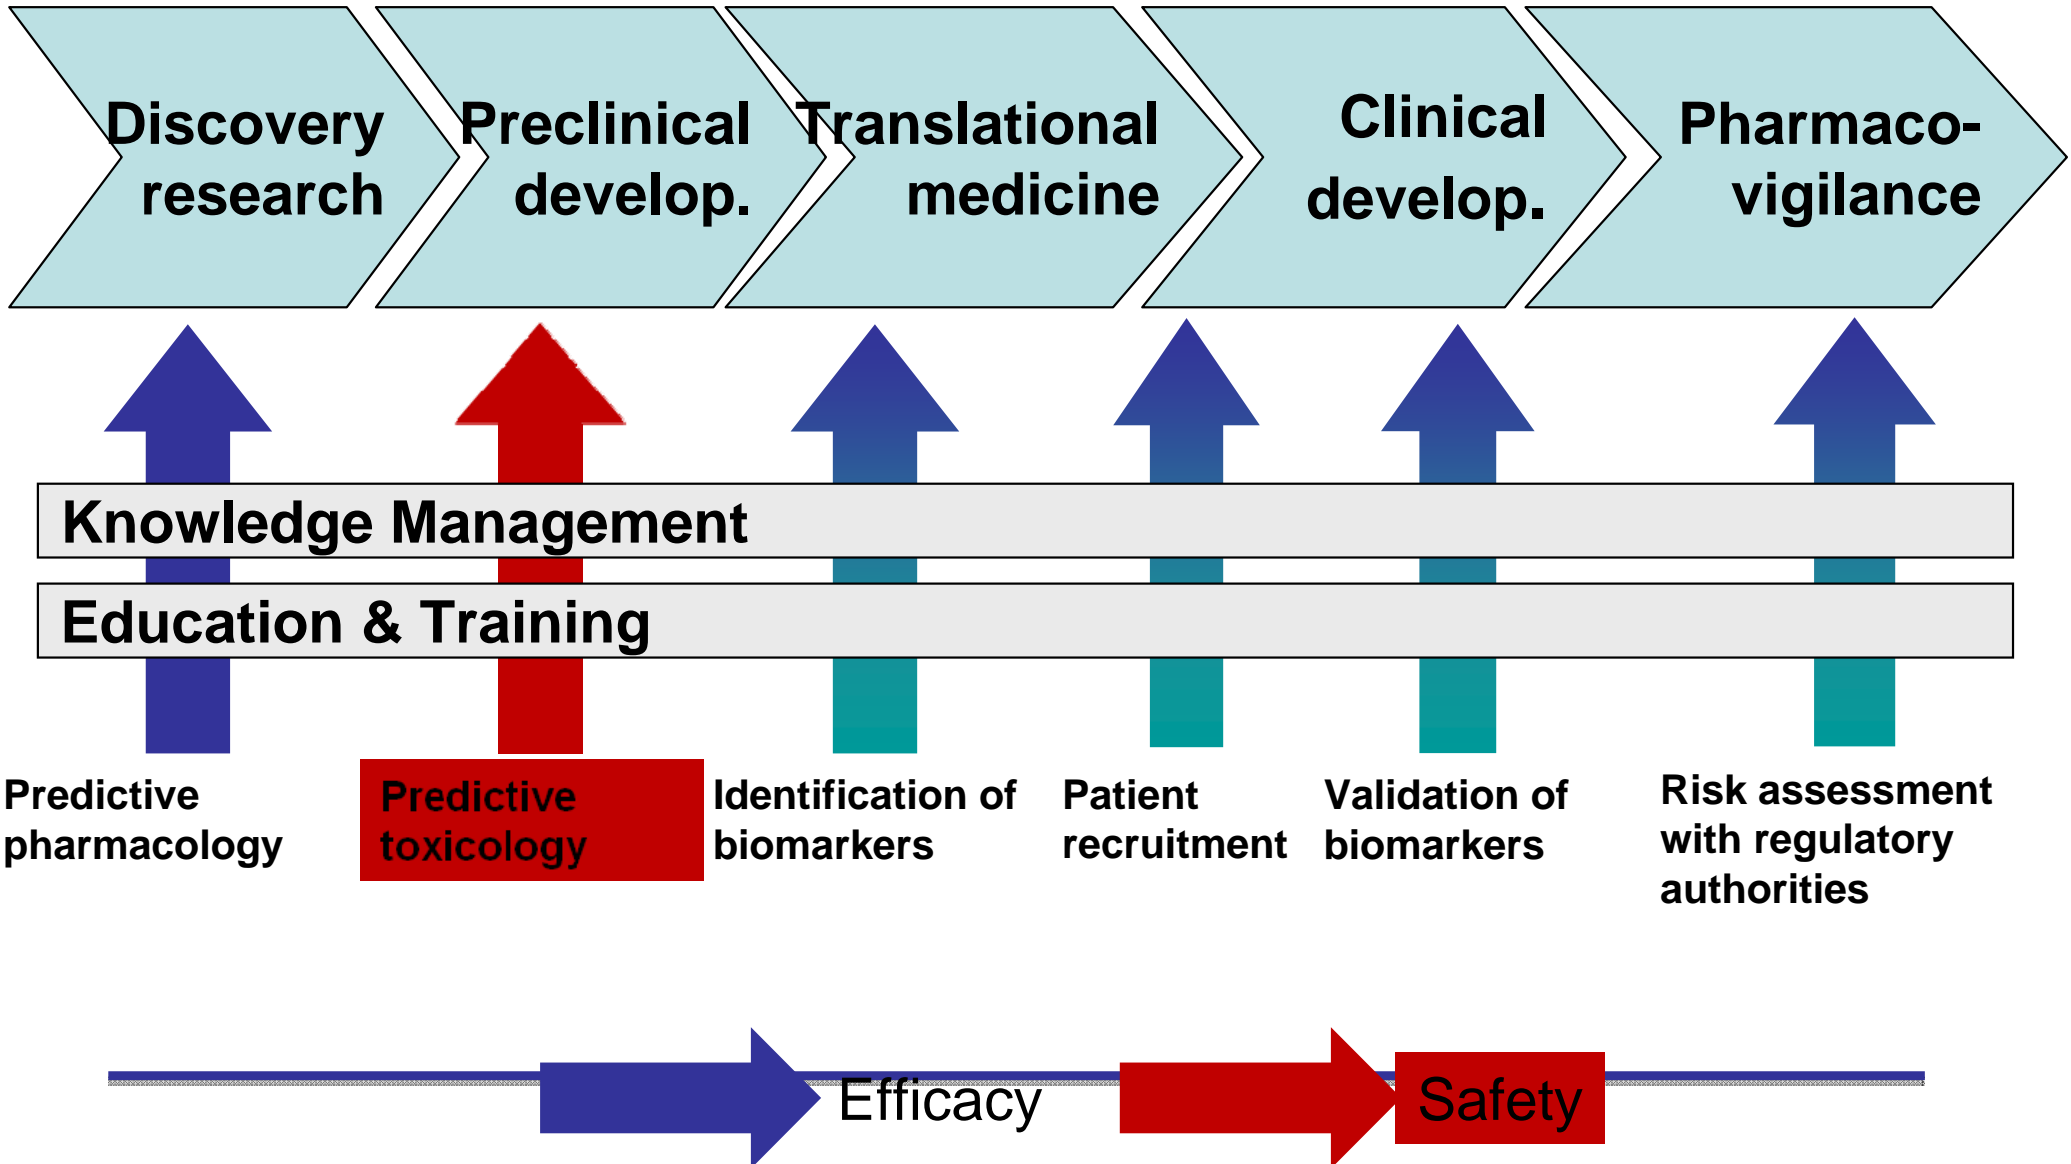 Discovery
research
Preclinical
develop.
Translational
medicine
Clinical
develop.
Pharmaco-
vigilance
Knowledge Management
Education & Training
Predictive
pharmacology
Predictive
toxicology
Identification of
biomarkers
Patient
recruitment
Validation of
biomarkers
Risk assessment
with regulatory
authorities
Efficacy
Safety